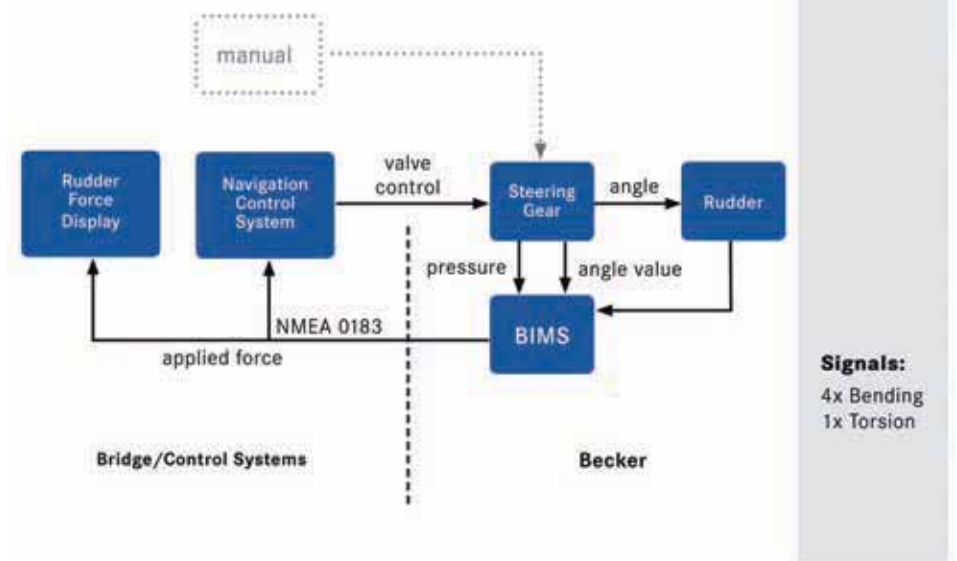 manual
Rudder
Force
Display
Navigation
Control
System
valve
control
Steering
Gear
angle
Rudder
pressure
angle value
BIMS
NMEA 0183
applied force
Signals:
4x Bending
1x Torsion
Bridge/Control Systems
Becker